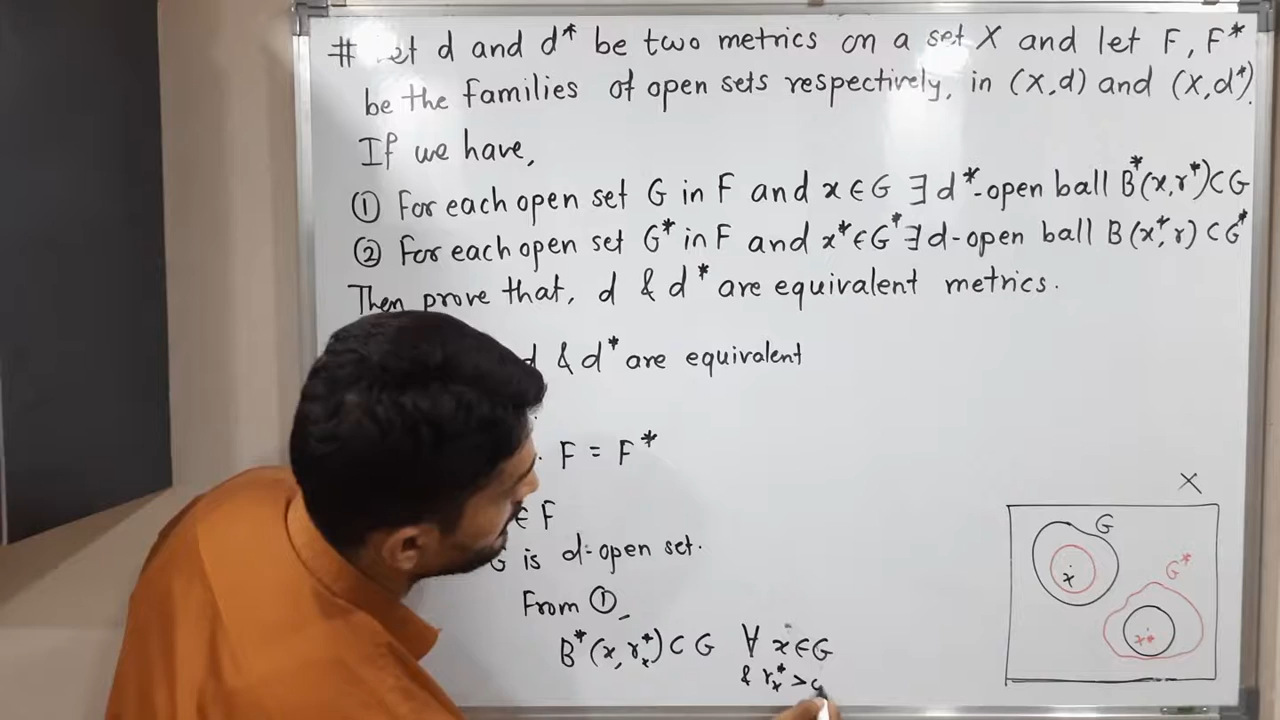 # Let d and d* be two metrics on a set X and let F, F*
be the families of open sets respectively, in (X,d) and (X,d*).
If we have,
① For each open set G in F and x∈G ∃ d*-open ball B*(x,r*)⊂G
② For each open set G* in F and x*∈G* ∃ d-open ball B(x*,r)⊂G*
Then prove that, d & d* are equivalent metrics.
d & d* are equivalent
F = F*
∈ F
G is d-open set.
From ①
B*(x,rₓ*)⊂G ∀ x∈G
& rₓ* >
X
G
x
G*
x*